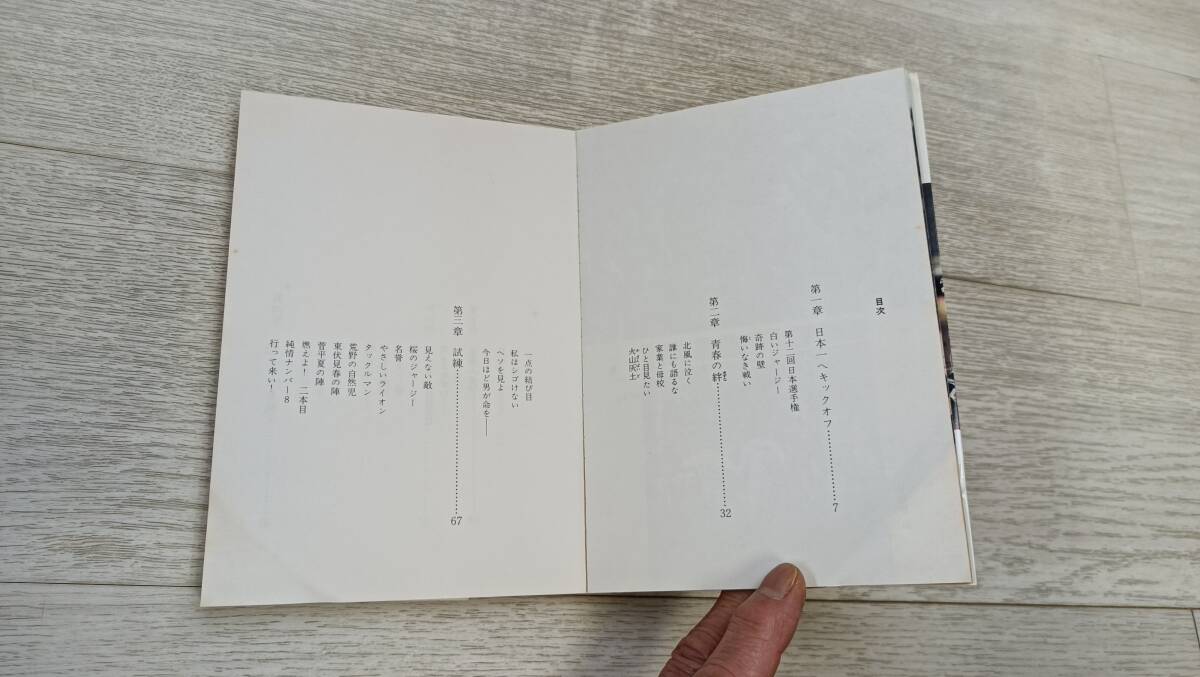 目次
第一章 日本一へキックオフ……………………7
第十二回日本選手権
白いジャージー
奇跡の壁
悔いなき戦い
第二章 青春の絆……………………32
北風に泣く
誰にも語るな
家業と母校
ひと目見たい
火山灰土
一点の結び目
私はシゴけない
ヘソを見よ
今日ほど男が命を──
第三章 試練……………………67
見えない敵
桜のジャージー
名誉
やさしいライオン
タックルマン
荒野の自然児
東伏見春の陣
菅平夏の陣
燃えよ！二本目
純情ナンバー8
行って来い！